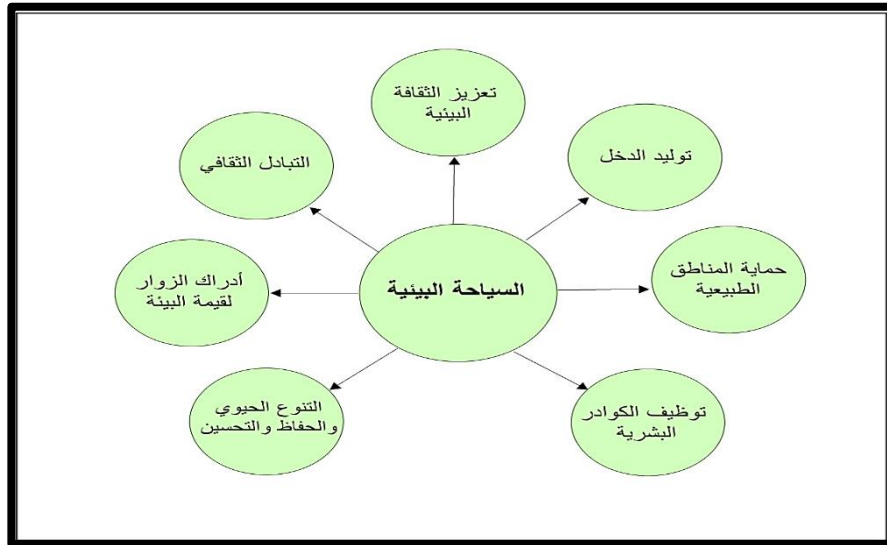 تعزيز الثقافة
البيئية
توليد الدخل
التبادل الثقافي
حماية المناطق
الطبيعية
السياحة البيئية
أدراك الزوار
لقيمة البيئة
التنوع الحيوي
والحفاظ والتحسين
توظيف الكوادر
البشرية